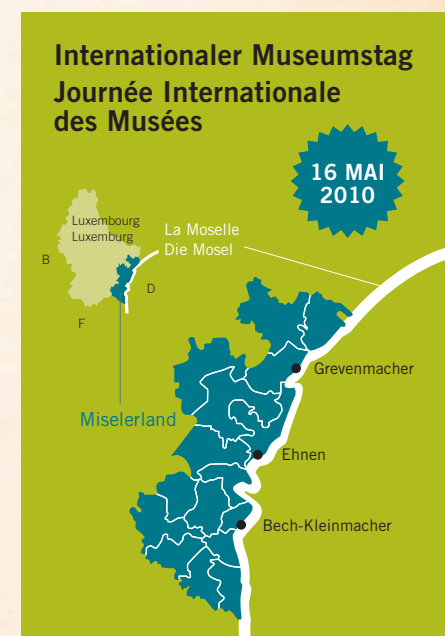 Internationaler Museumstag
Journée Internationale
des Musées
16 MAI
2010
Luxembourg
Luxemburg
La Moselle
Die Mosel
B
D
F
Miselerland
Grevenmacher
Ehnen
Bech-Kleinmacher